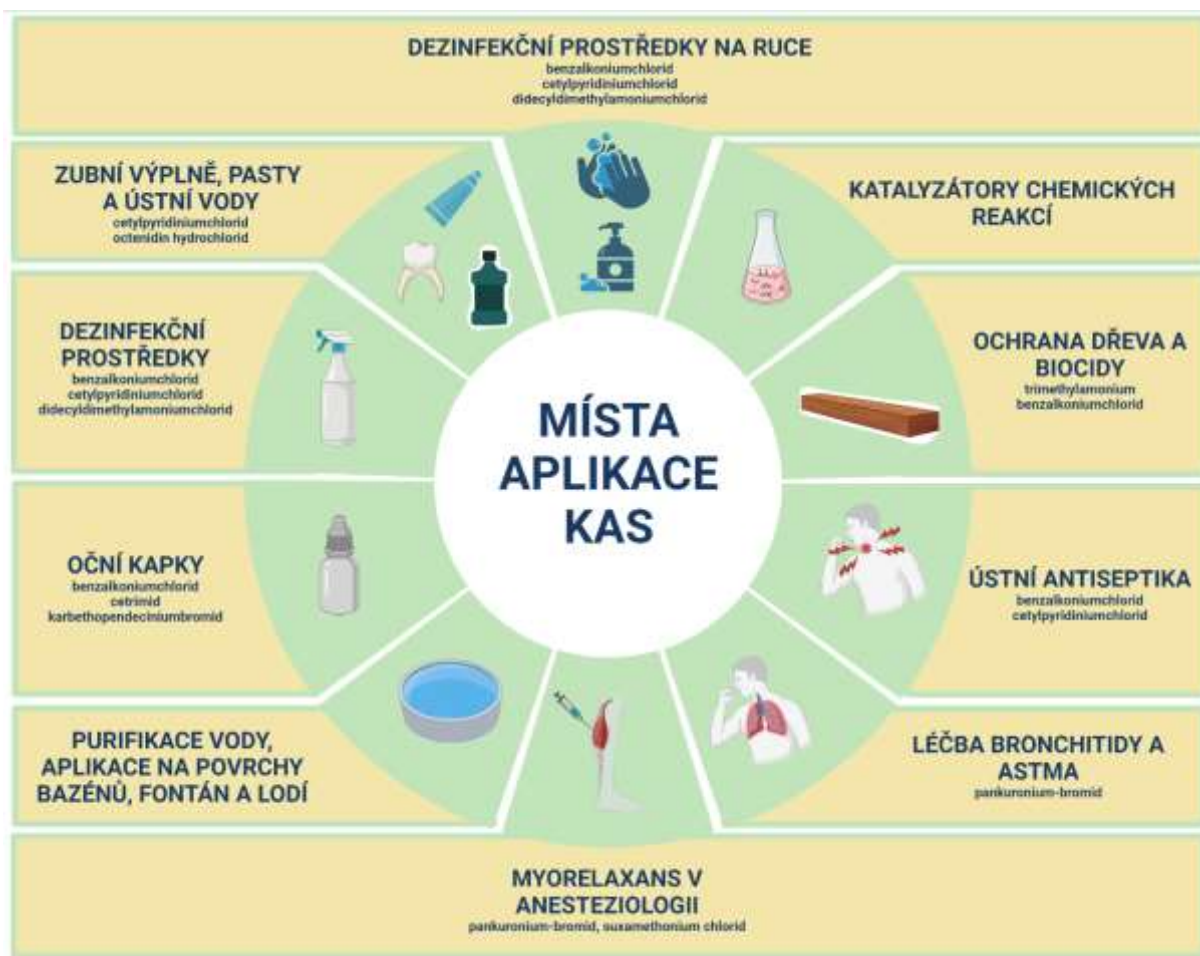 DEZINFEKČNÍ PROSTŘEDKY NA RUCE
benzalkoniumchlorid
cetylpyridiniumchlorid
didecyldimethylamoniumchlorid
ZUBNÍ VÝPLNĚ, PASTY
A ÚSTNÍ VODY
cetylpyridiniumchlorid
octenidin hydrochlorid
KATALYZÁTORY CHEMICKÝCH
REAKCÍ
DEZINFEKČNÍ
PROSTŘEDKY
benzalkoniumchlorid
cetylpyridiniumchlorid
didecyldimethylamoniumchlorid
OCHRANA DŘEVA A
BIOCIDY
trimethylamonium
benzalkoniumchlorid
MÍSTA
APLIKACE
KAS
OČNÍ KAPKY
benzalkoniumchlorid
cetrimid
karbethopendeciniumbromid
ÚSTNÍ ANTISEPTIKA
benzalkoniumchlorid
cetylpyridiniumchlorid
PURIFIKACE VODY,
APLIKACE NA POVRCHY
BAZÉNŮ, FONTÁN A LODÍ
LÉČBA BRONCHITIDY A
ASTMA
pankuronium-bromid
MYORELAXANS V
ANESTEZIOLOGII
pankuronium-bromid, suxamethonium chlorid